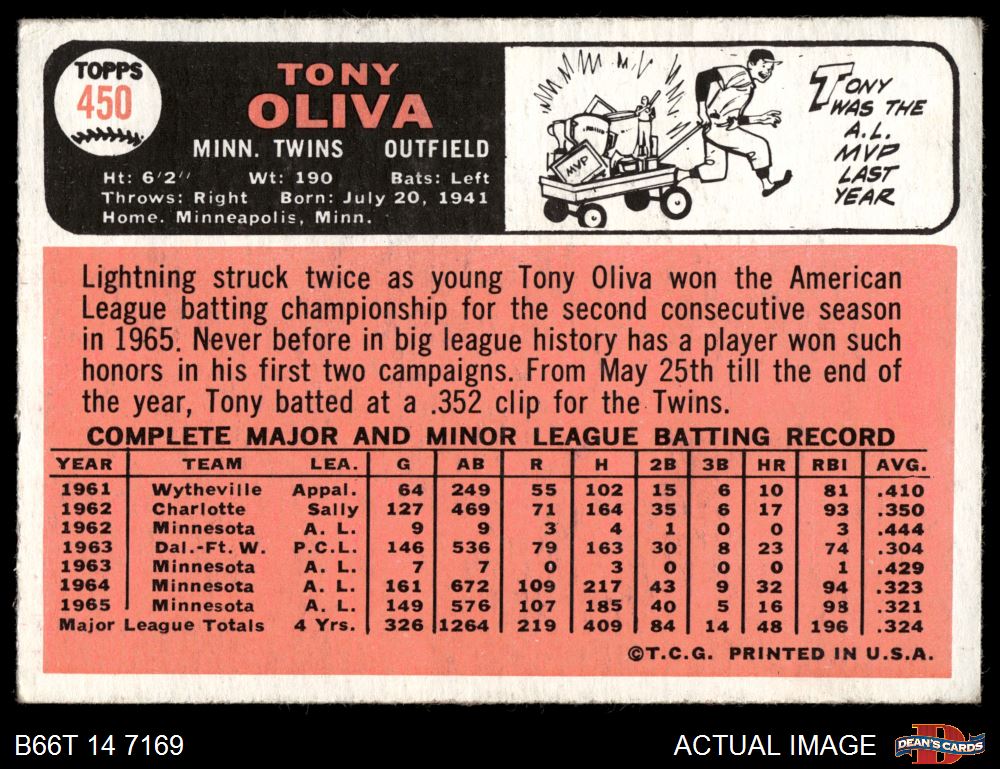 TOPPS
450
TONY
OLIVA
MINN. TWINS OUTFIELD
Ht: 6'2" Wt: 190 Bats: Left
Throws: Right Born: July 20, 1941
Home. Minneapolis, Minn.
MVP
TONY
WAS THE
A.L.
MVP
LAST
YEAR
Lightning struck twice as young Tony Oliva won the American
League batting championship for the second consecutive season
in 1965. Never before in big league history has a player won such
honors in his first two campaigns. From May 25th till the end of
the year, Tony batted at a .352 clip for the Twins.
COMPLETE MAJOR AND MINOR LEAGUE BATTING RECORD
YEAR TEAM LEA. G AB R H 2B 3B HR RBI AVG.
1961 Wytheville Appal. 64 249 55 102 15 6 10 81 .410
1962 Charlotte Sally 127 469 71 164 35 6 17 93 .350
1962 Minnesota A. L. 9 9 3 4 1 0 0 3 .444
1963 Dal.-Ft. W. P.C.L. 146 536 79 163 30 8 23 74 .304
1963 Minnesota A. L. 7 7 0 3 0 0 0 1 .429
1964 Minnesota A. L. 161 672 109 217 43 9 32 94 .323
1965 Minnesota A. L. 149 576 107 185 40 5 16 98 .321
Major League Totals 4 Yrs. 326 1264 219 409 84 14 48 196 .324
©T.C.G. PRINTED IN U.S.A.
B66T 14 7169
ACTUAL IMAGE
DEAN'S CARDS